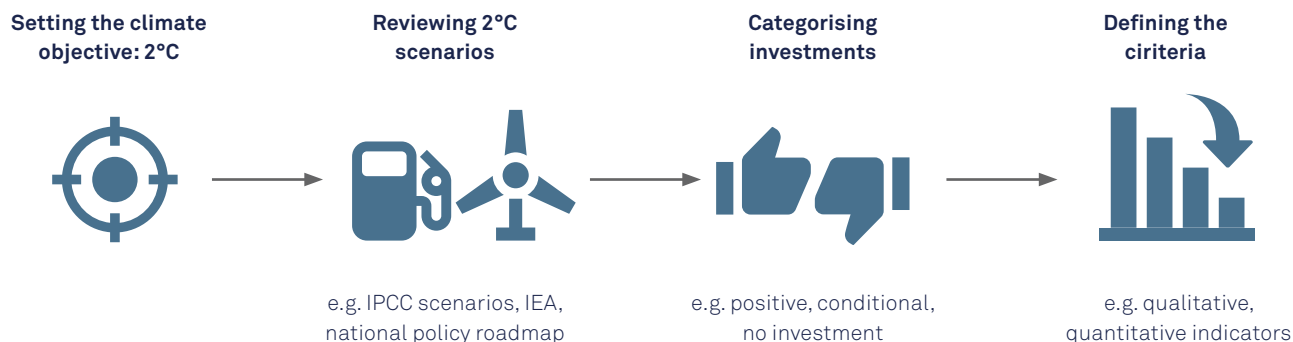 Setting the climate
objective: 2°C
Reviewing 2°C
scenarios
Categorising
investments
Defining the
ciriteria
e.g. IPCC scenarios, IEA,
national policy roadmap
e.g. positive, conditional,
no investment
e.g. qualitative,
quantitative indicators